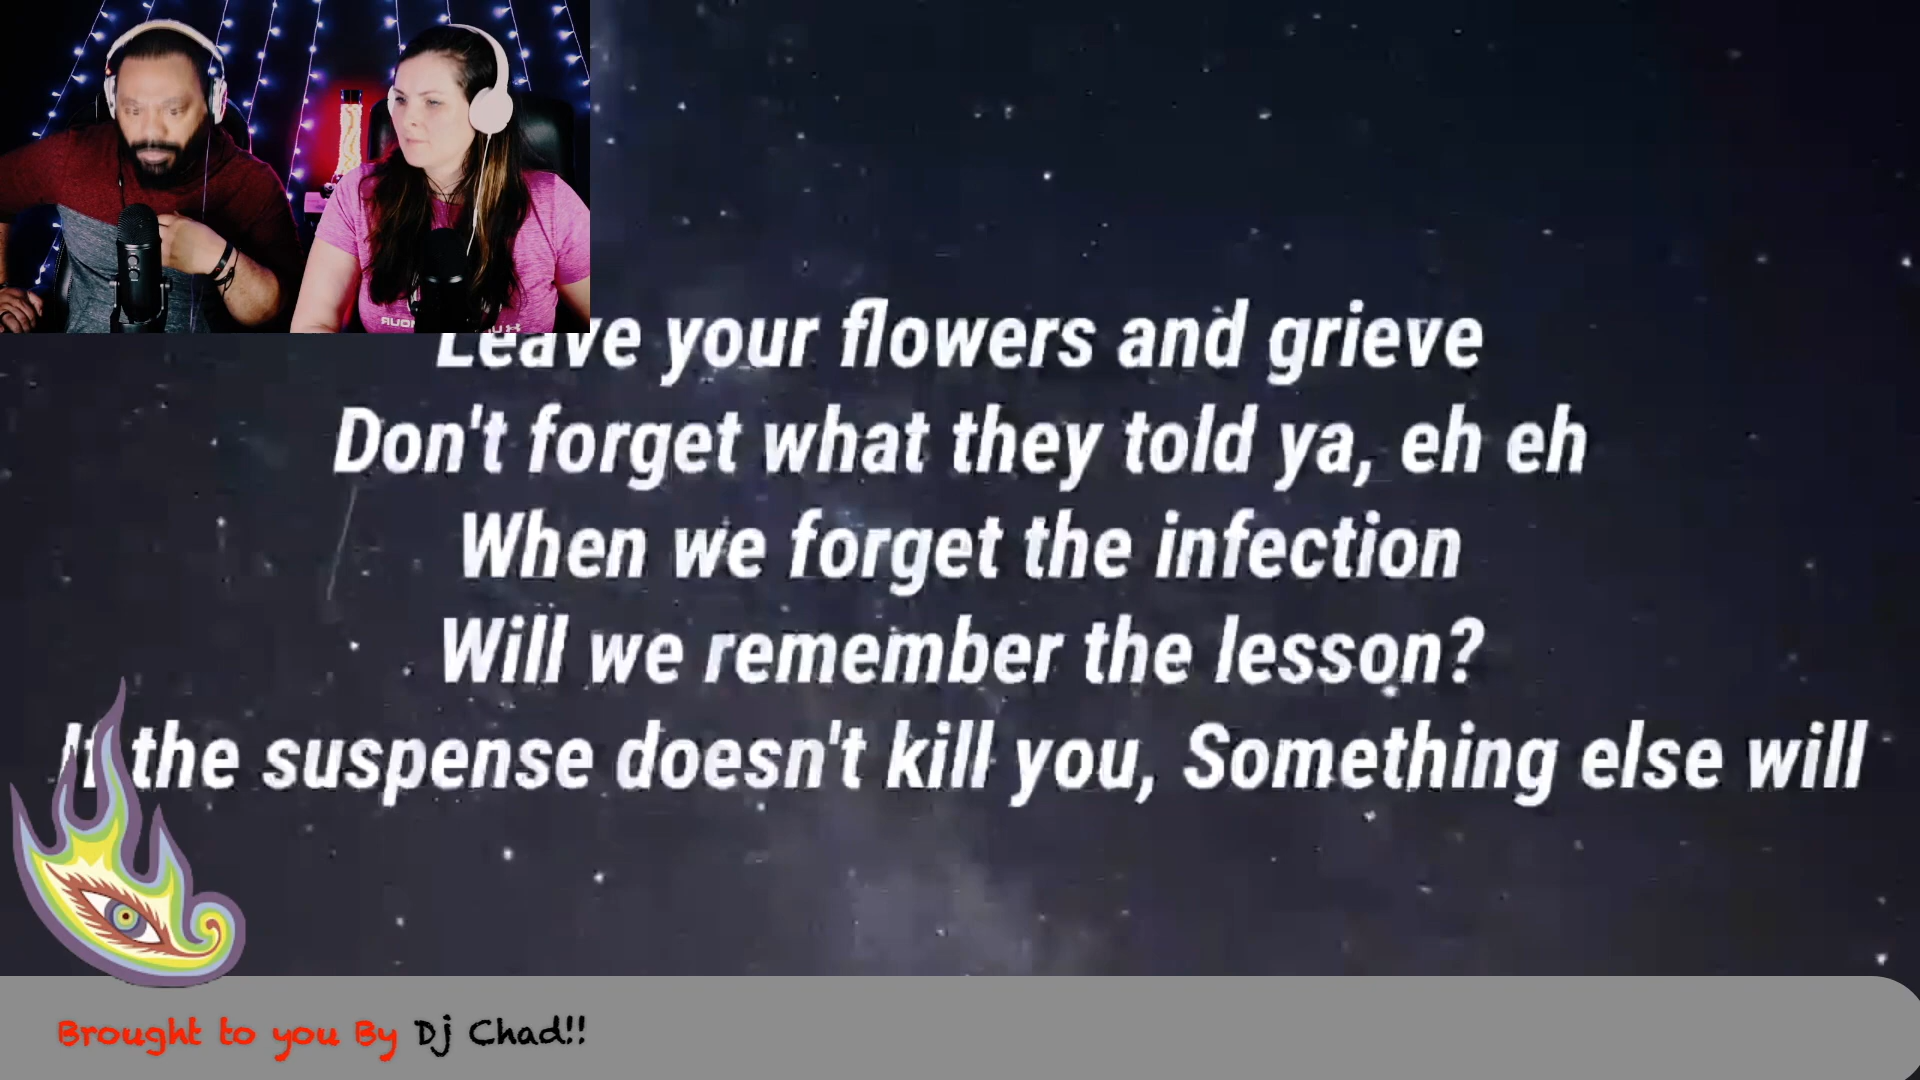 Leave your flowers and grieve
Don't forget what they told ya, eh eh
When we forget the infection
Will we remember the lesson?
If the suspense doesn't kill you, Something else will
Brought to you By Dj Chad!!